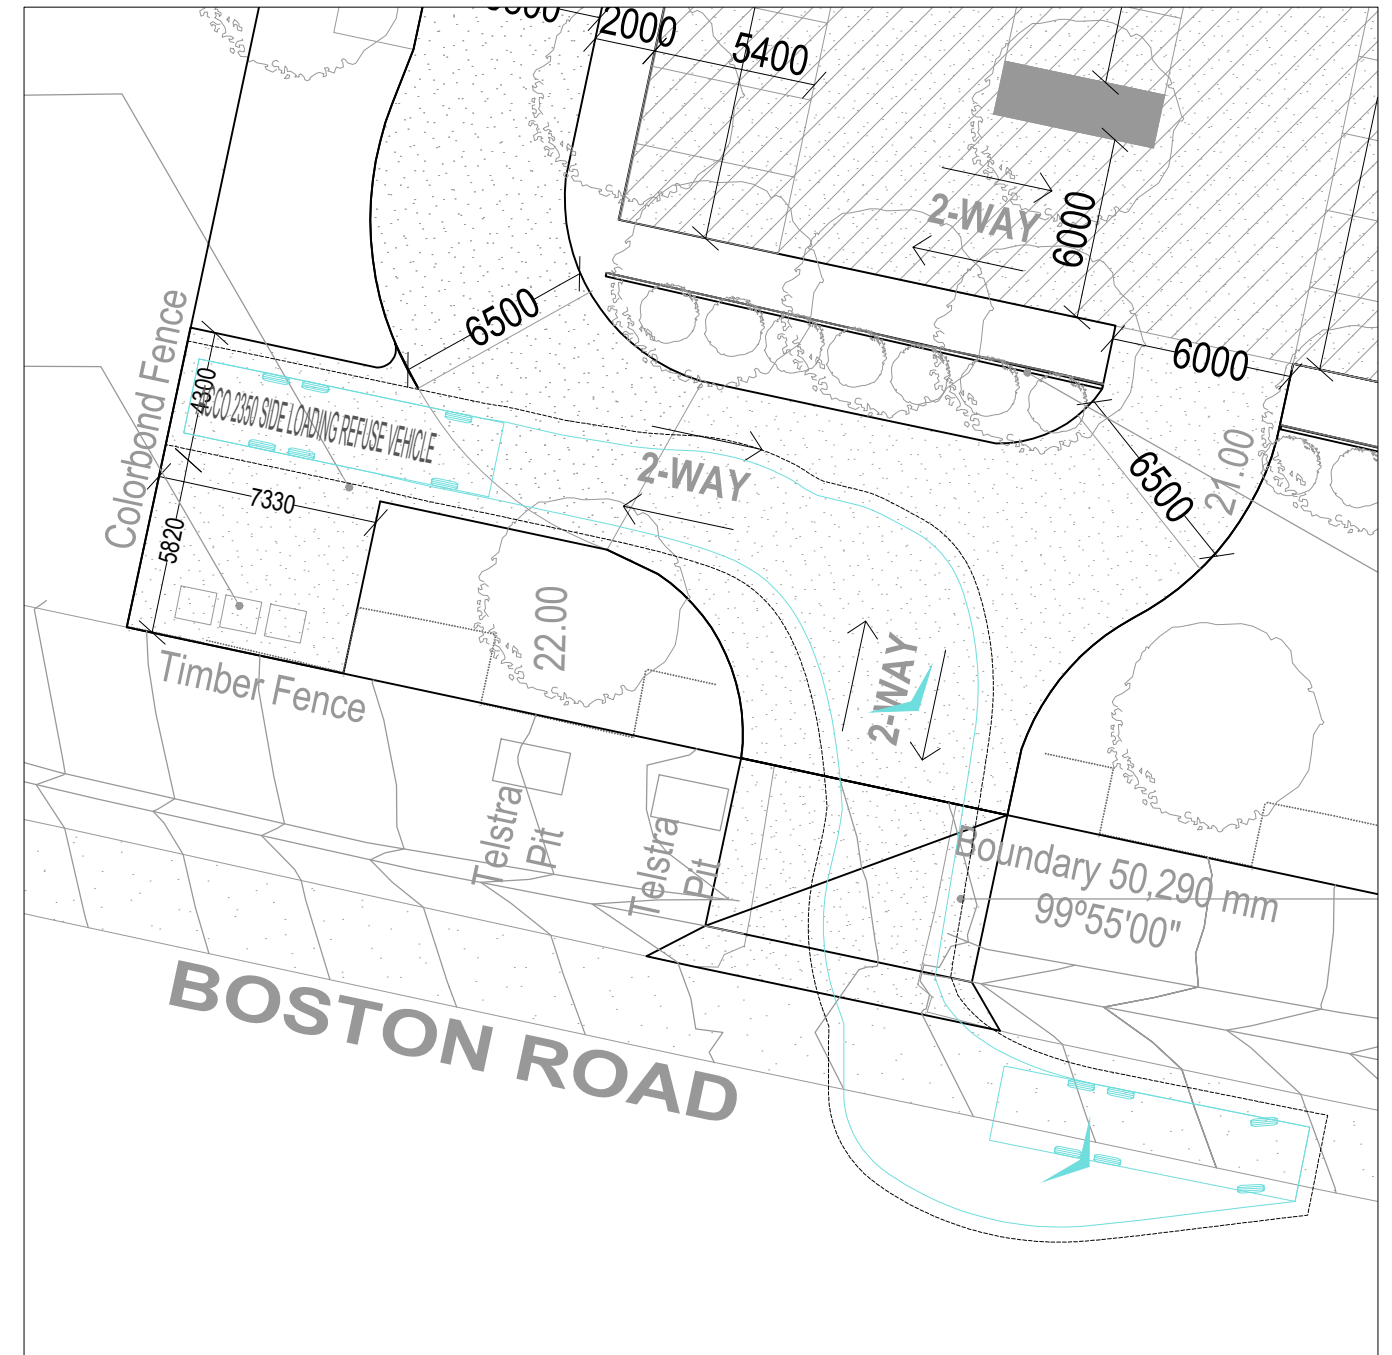 2000
5400
2-WAY
6000
6500
6000
Colorbond Fence
4300
2350 SIDE LOADING REFUSE VEHICLE
2-WAY
6500
21.00
7330
5820
22.00
2-WAY
Timber Fence
Telstra
Pit
Telstra
Pit
Boundary 50,290 mm
99º55'00"
BOSTON ROAD